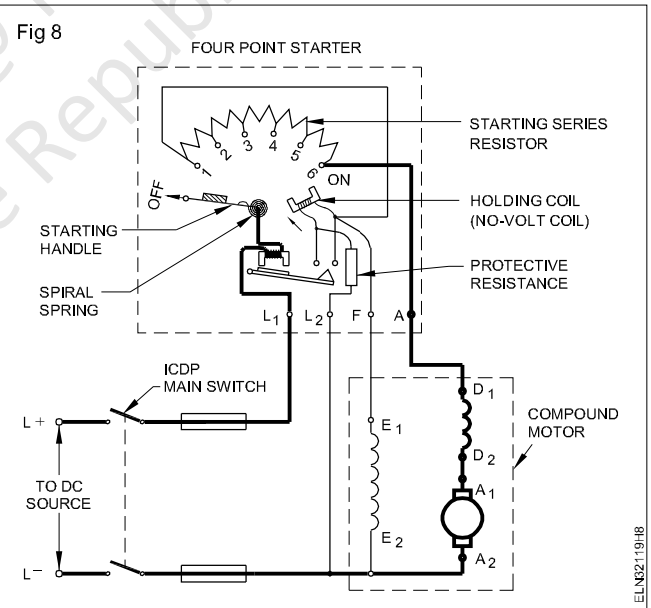 Fig 8
FOUR POINT STARTER
STARTING SERIES
RESISTOR
1
2
3
4
5
6
ON
OFF
HOLDING COIL
(NO-VOLT COIL)
STARTING
HANDLE
PROTECTIVE
RESISTANCE
SPIRAL
SPRING
L1 L2 F A
ICDP
MAIN SWITCH
D1
COMPOUND
MOTOR
L+
E1
D2
TO DC
SOURCE
A1
E2
A2
L−
ELN32119H8